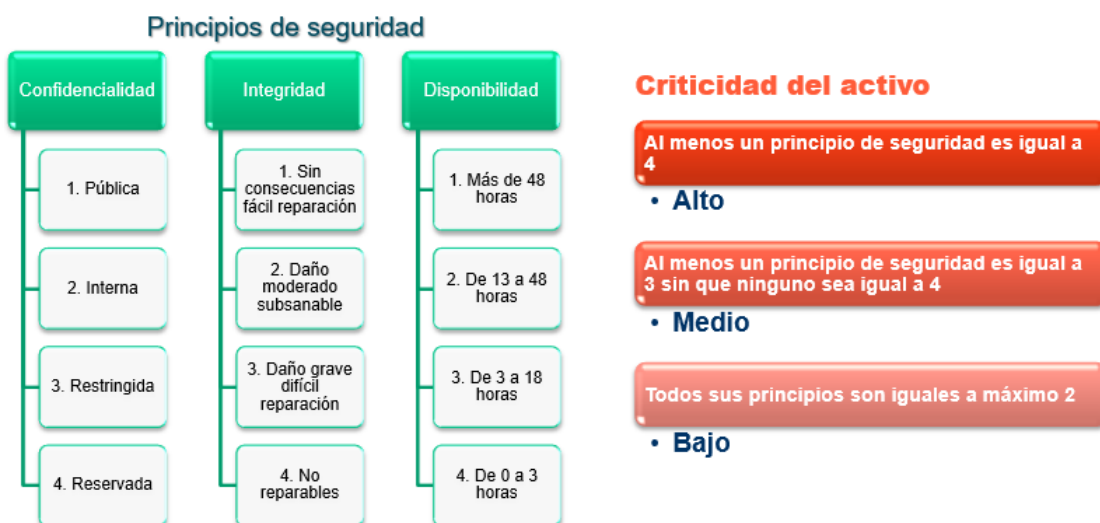 Principios de seguridad
Confidencialidad
1. Pública
2. Interna
3. Restringida
4. Reservada
Integridad
1. Sin
consecuencias
fácil reparación
2. Daño
moderado
subsanable
3. Daño grave
difícil
reparación
4. No
reparables
Disponibilidad
1. Más de 48
horas
2. De 13 a 48
horas
3. De 3 a 18
horas
4. De 0 a 3
horas
Criticidad del activo
Al menos un principio de seguridad es igual a
4
• Alto
Al menos un principio de seguridad es igual a
3 sin que ninguno sea igual a 4
• Medio
Todos sus principios son iguales a máximo 2
• Bajo